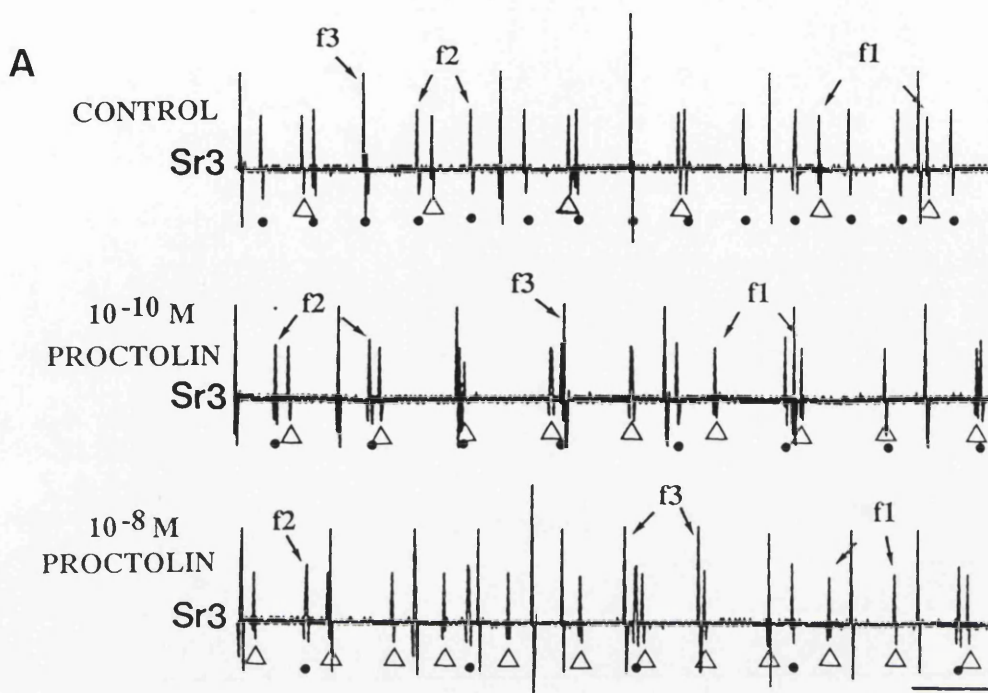 A
f3
f2
f1
CONTROL
Sr3
10-10 M
PROCTOLIN
f2
f3
f1
Sr3
10-8 M
PROCTOLIN
f2
f3
f1
Sr3